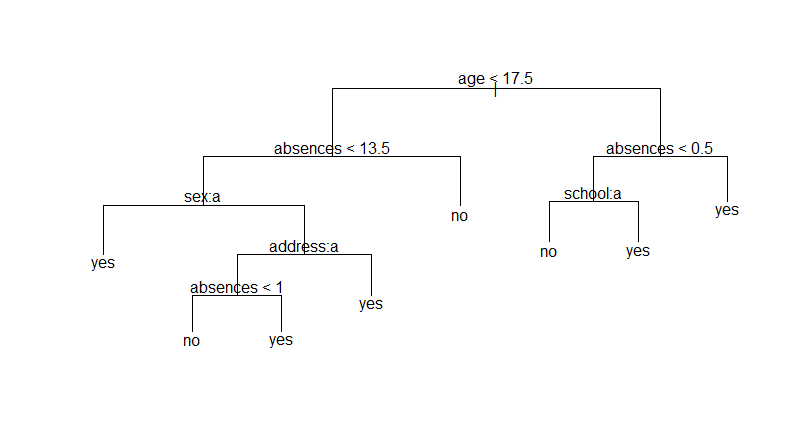 age < 17.5
absences < 13.5
absences < 0.5
sex:a
school:a
no
yes
address:a
no
yes
yes
absences < 1
yes
no
yes